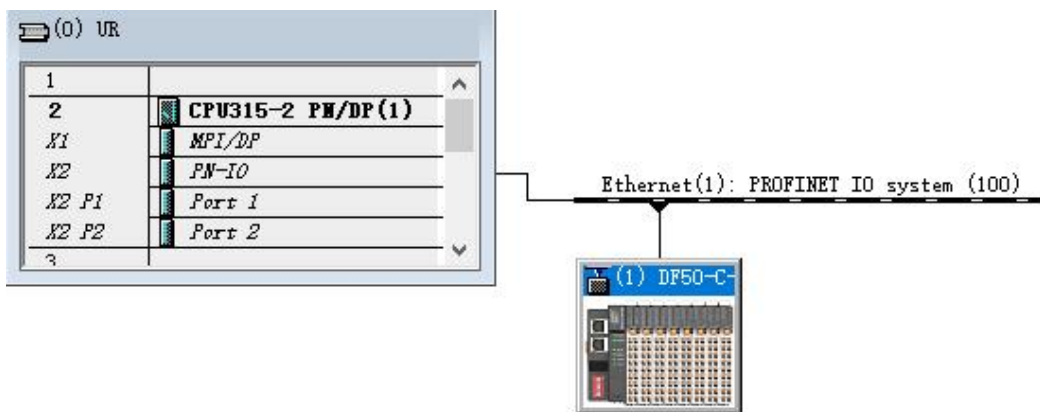 (0) UR
1
2 CPU315-2 PN/DP(1)
X1 MPI/DP
X2 PN-IO
X2 P1 Port 1
X2 P2 Port 2
3
Ethernet(1): PROFINET IO system (100)
(1) DF50-C-